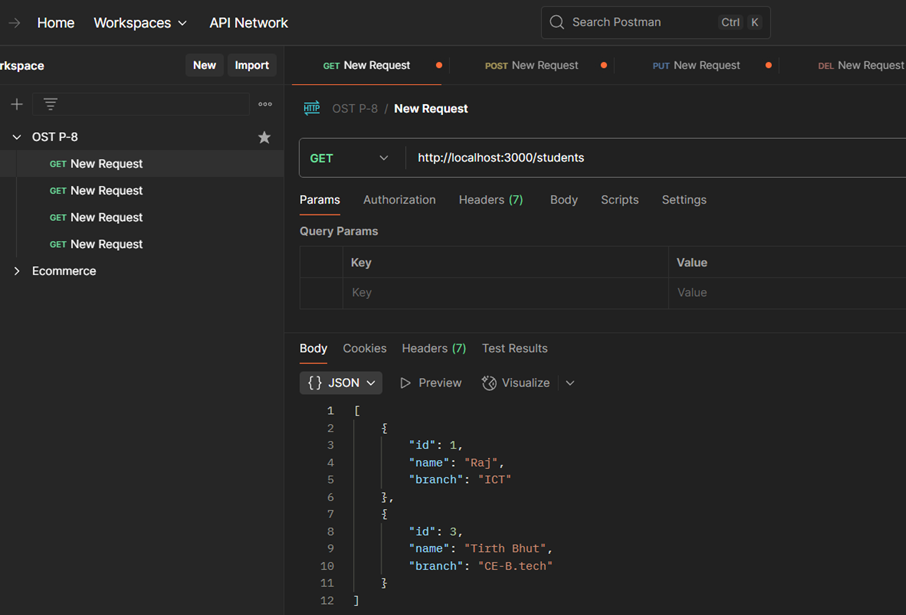 Home Workspaces API Network Search Postman Ctrl K
rkspace New Import GET New Request POST New Request PUT New Request DEL New Request
OST P-8
GET New Request
GET New Request
GET New Request
GET New Request
Ecommerce
HTTP OST P-8 / New Request
GET http://localhost:3000/students
Params Authorization Headers (7) Body Scripts Settings
Query Params
Key Value
Key Value
Body Cookies Headers (7) Test Results
{} JSON Preview Visualize
1 [
2 {
3 "id": 1,
4 "name": "Raj",
5 "branch": "ICT"
6 },
7 {
8 "id": 3,
9 "name": "Tirth Bhut",
10 "branch": "CE-B.tech"
11 }
12 ]